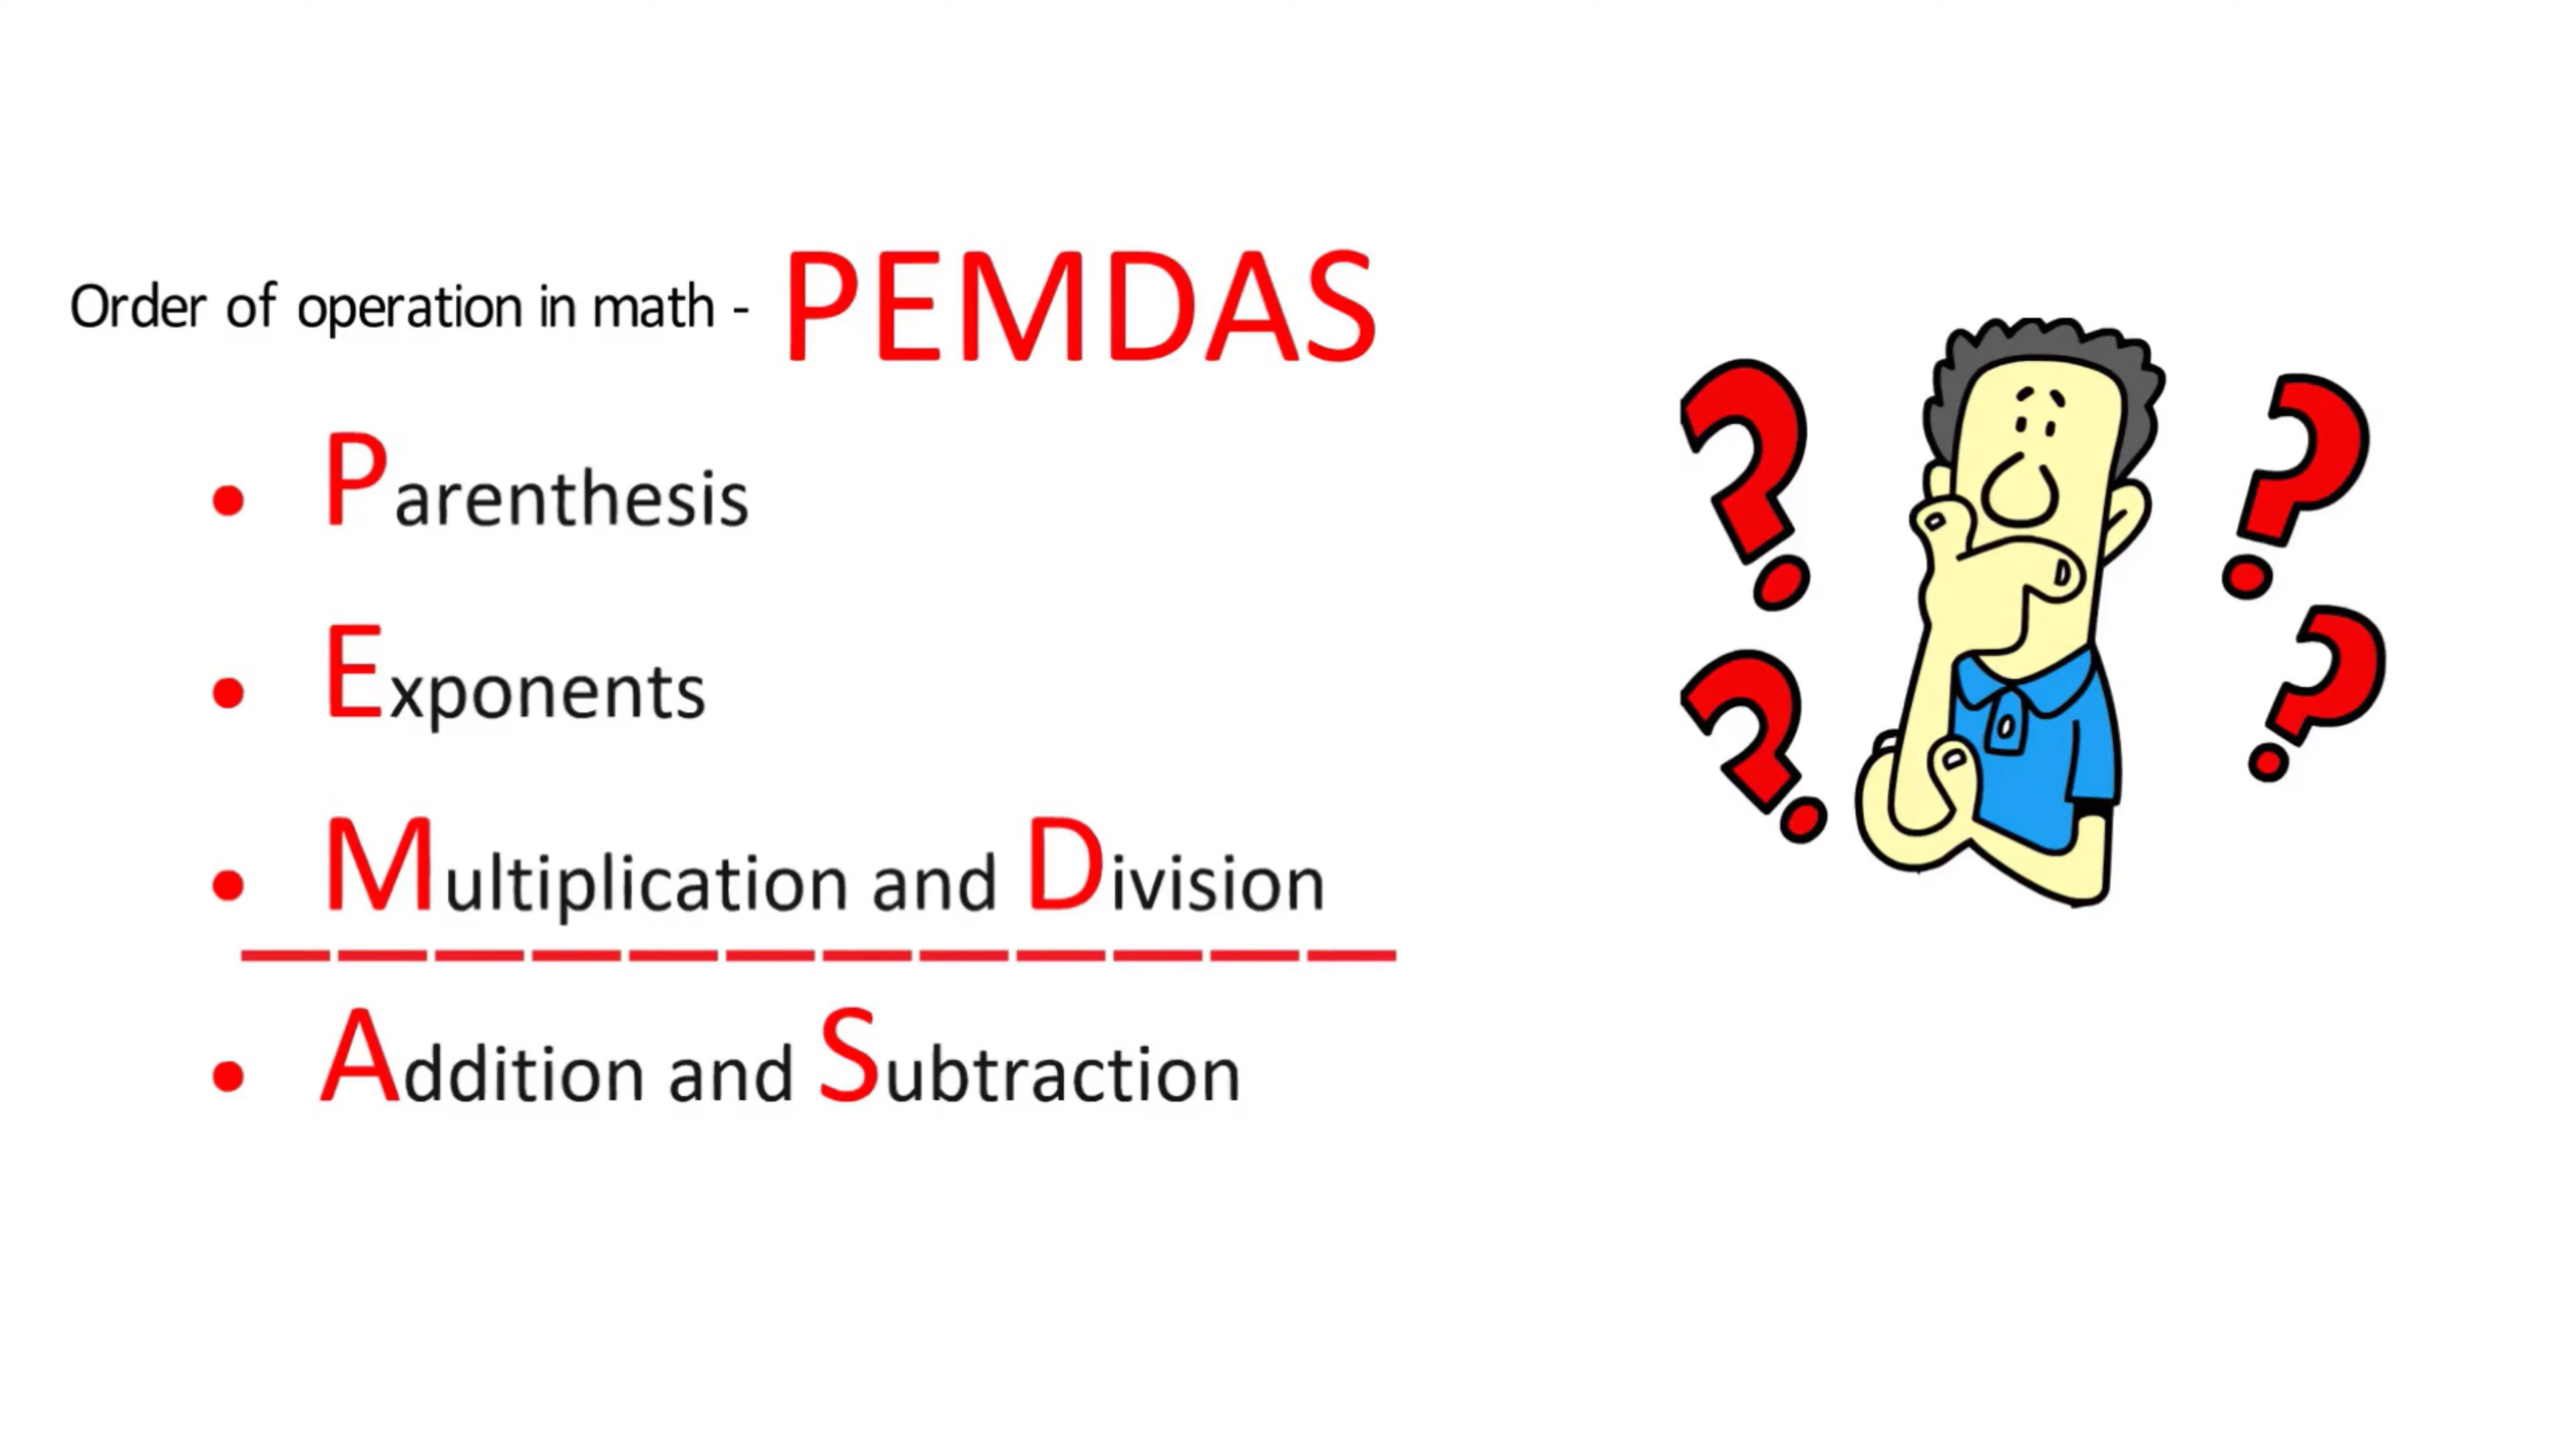 Order of operation in math - PEMDAS
• Parenthesis
• Exponents
• Multiplication and Division
• Addition and Subtraction